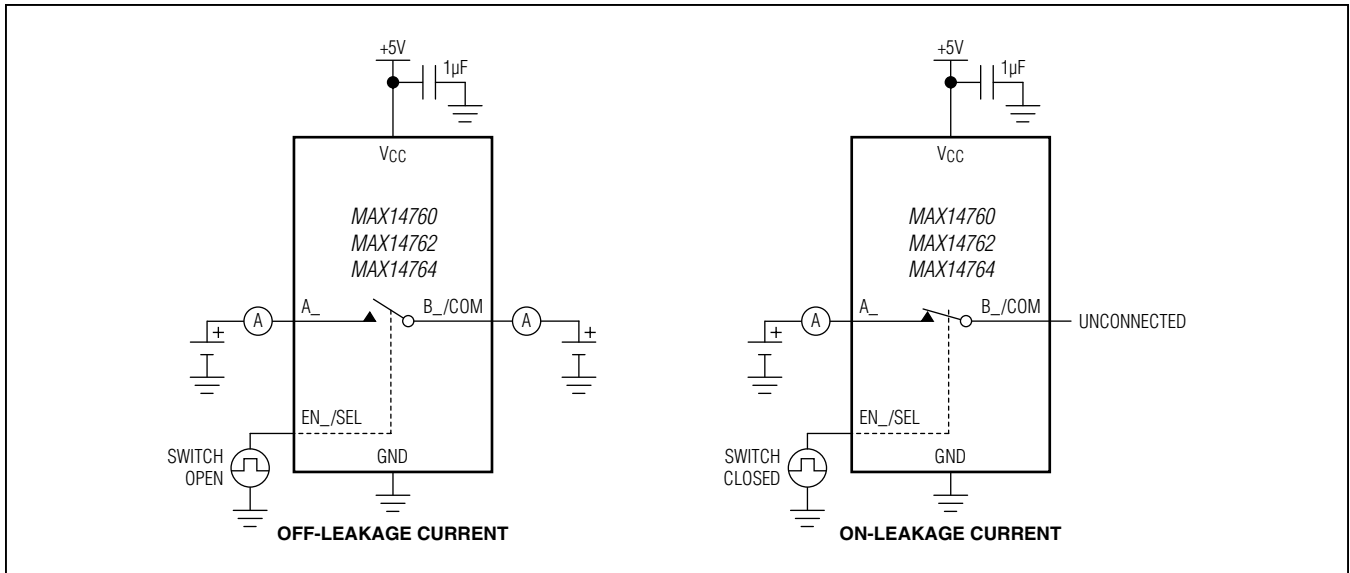 +5V
1µF
VCC
MAX14760
MAX14762
MAX14764
A_
B_/COM
A
+
A
+
EN_/SEL
SWITCH
OPEN
GND
OFF-LEAKAGE CURRENT
+5V
1µF
VCC
MAX14760
MAX14762
MAX14764
A_
B_/COM
A
+
UNCONNECTED
EN_/SEL
SWITCH
CLOSED
GND
ON-LEAKAGE CURRENT